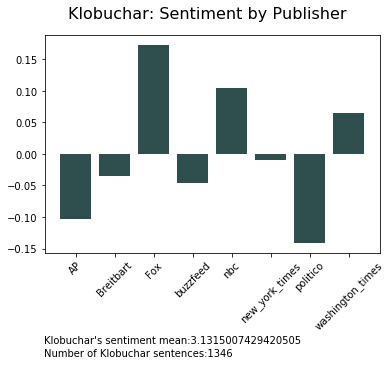 Klobuchar: Sentiment by Publisher
0.15
0.10
0.05
0.00
−0.05
−0.10
−0.15
AP
Breitbart
Fox
buzzfeed
nbc
new_york_times
politico
washington_times
Klobuchar's sentiment mean:3.1315007429420505
Number of Klobuchar sentences:1346